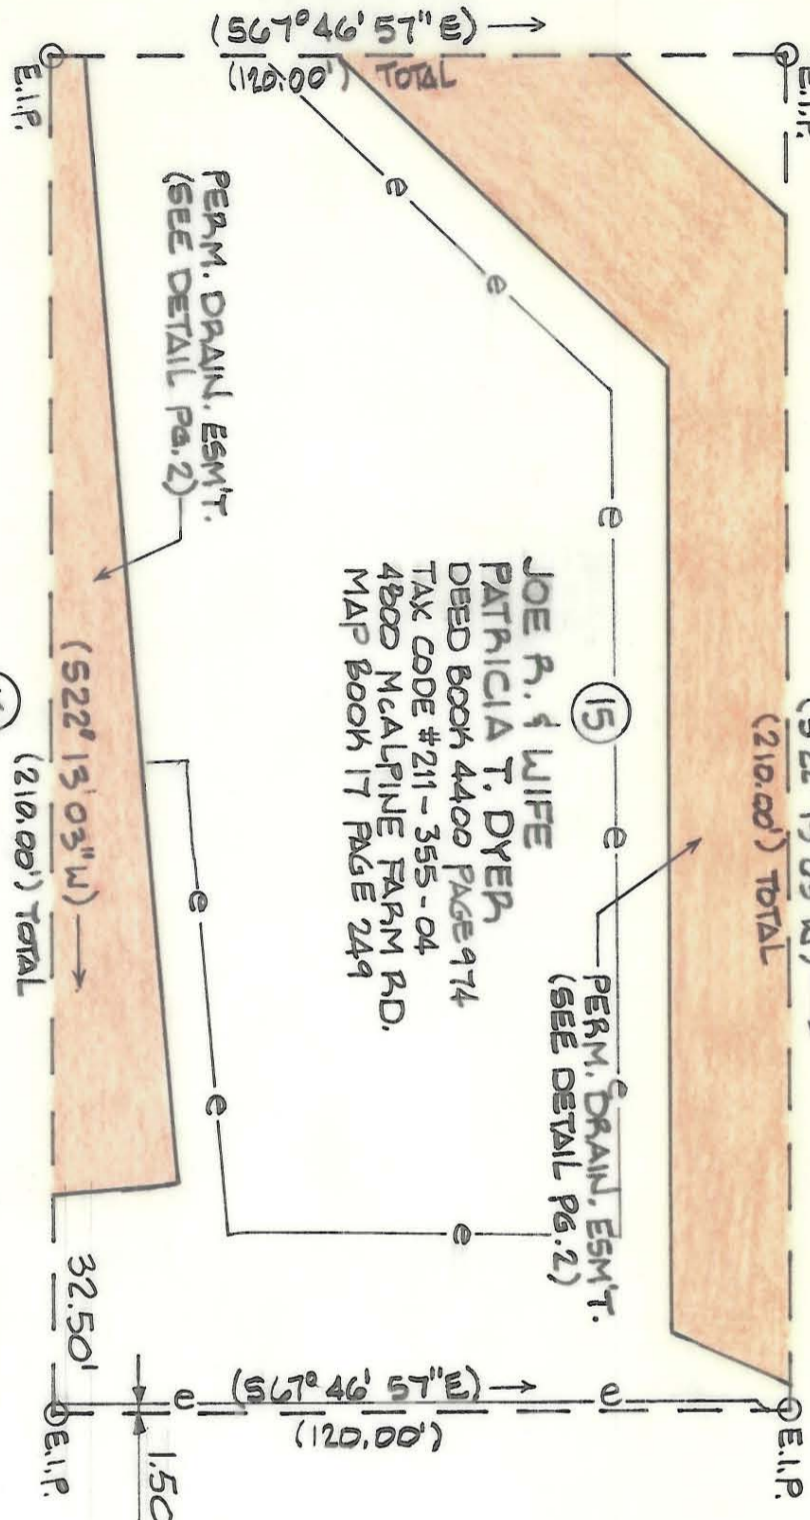 (S67° 46' 57" E)
(120.00') TOTAL
E.I.P.
E.I.P.
(210.00') TOTAL
PERM. DRAIN. ESM'T.
(SEE DETAIL PG. 2)
e
e
e
e
e
15
JOE R. & WIFE
PATRICIA T. DYER
DEED BOOK 4400 PAGE 974
TAX CODE #211-355-04
4800 McALPINE FARM RD.
MAP BOOK 17 PAGE 249
PERM. DRAIN. ESM'T.
(SEE DETAIL PG. 2)
(S22° 13' 03" W)
(210.00') TOTAL
e
e
e
32.50'
e
(S67° 46' 57" E)
e
(120.00')
1.50
E.I.P.
E.I.P.